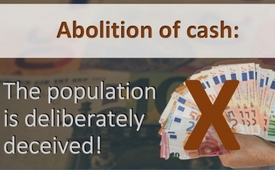 Abolition of cash:
The population
is deliberately
deceived!
X